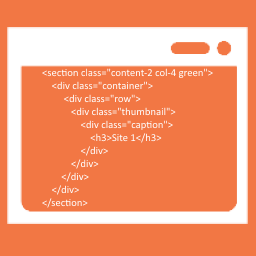 <section class="content-2 col-4 green">
<div class="container">
<div class="row">
<div class="thumbnail">
<div class="caption">
<h3>Site 1</h3>
</div>
</div>
</div>
</div>
</section>